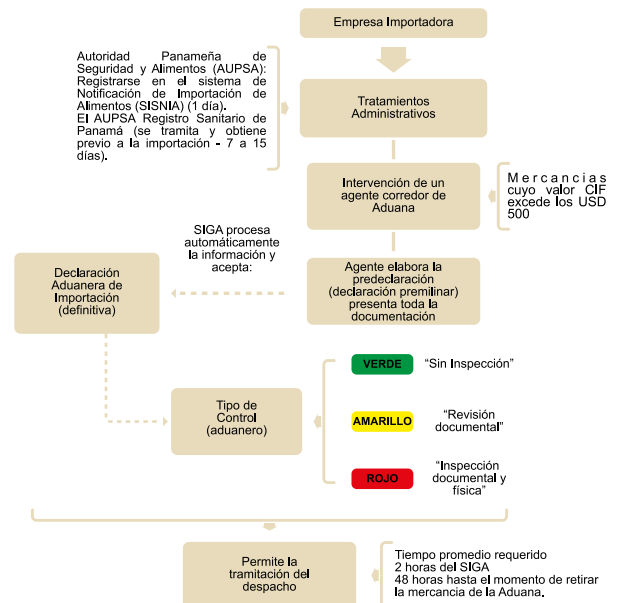 Empresa Importadora
Autoridad Panameña de
Seguridad y Alimentos (AUPSA):
Registrarse en el sistema de
Notificación de Importación de
Alimentos (SISNIA) (1 día).
El AUPSA Registro Sanitario de
Panamá (se tramita y obtiene
previo a la importación - 7 a 15
días).
Tratamientos
Administrativos
Intervención de un
agente corredor de
Aduana
Mercancias
cuyo valor CIF
excede los USD
500
SIGA procesa
automáticamente
la información y
acepta:
Agente elabora la
predeclaración
(declaración premilinar)
presenta toda la
documentación
Declaración
Aduanera de
Importación
(definitiva)
Tipo de
Control
(aduanero)
VERDE "Sin Inspección"
AMARILLO "Revisión
documental"
ROJO "Inspección
documental y
física"
Permite la
tramitación del
despacho
Tiempo promedio requerido
2 horas del SIGA
48 horas hasta el momento de retirar
la mercancia de la Aduana.